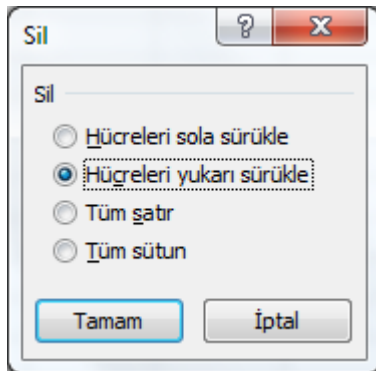 Sil
Sil
Hücreleri sola sürükle
Hücreleri yukarı sürükle
Tüm satır
Tüm sütun
Tamam
İptal